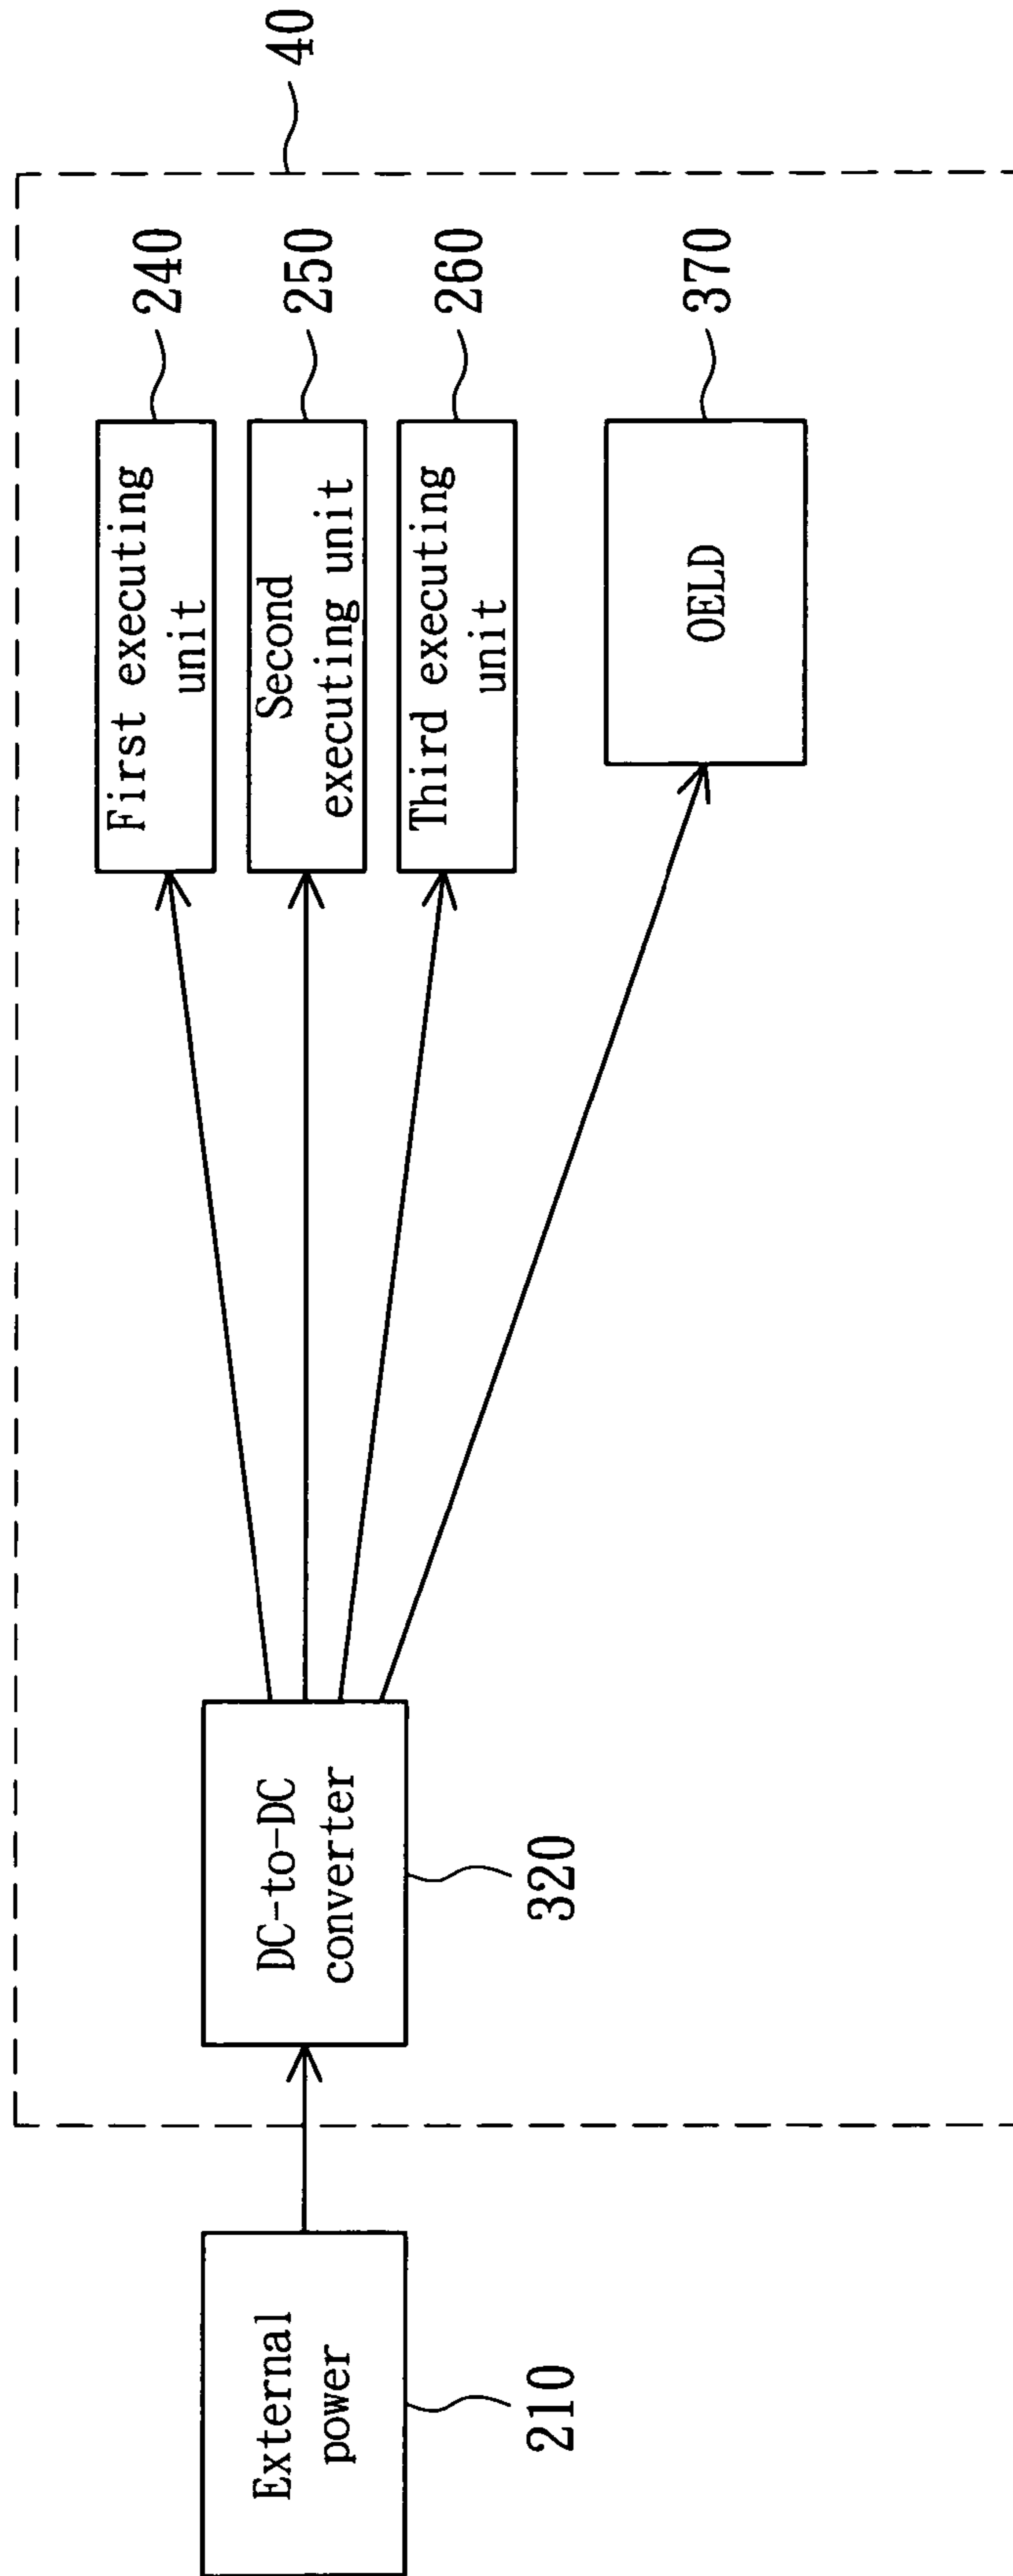 40
First executing
unit
240
Second
executing unit
250
Third executing
unit
260
OELD
370
DC-to-DC
converter
320
External
power
210